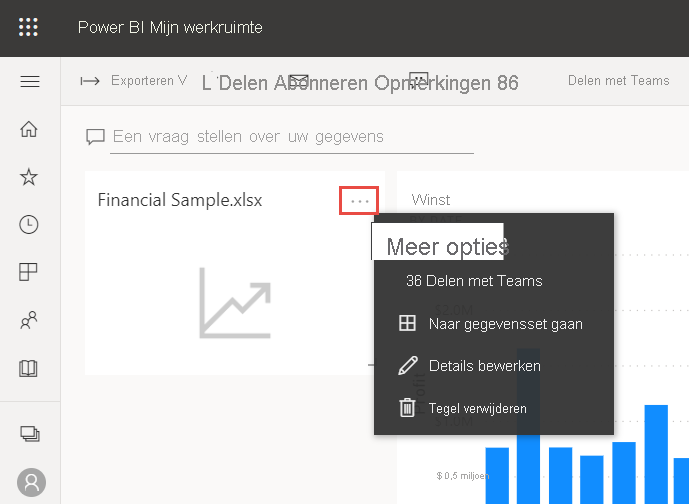 Power BI Mijn werkruimte
Exporteren V
L Delen Abonneren Opmerkingen 86
Delen met Teams
Een vraag stellen over uw gegevens
Financial Sample.xlsx
...
Winst
Meer opties
36 Delen met Teams
Naar gegevensset gaan
Details bewerken
Tegel verwijderen
$ 0,5 miljoen